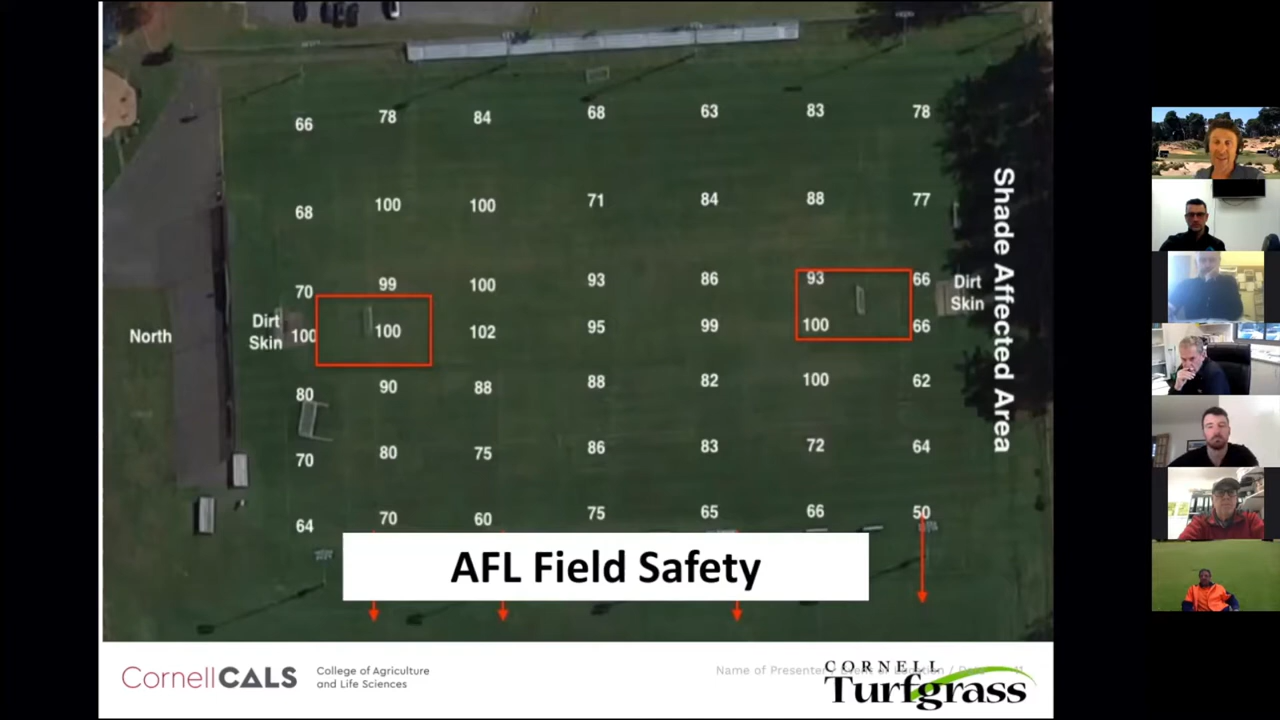 66 78 84 68 63 83 78
68 100 100 71 84 88 77
70 99 100 93 86 93 66
Dirt
Skin
100 100 102 95 99 100 66
Dirt
Skin
North
80 90 88 88 82 100 62
70 80 75 86 83 72 64
64 70 60 75 65 66 50
Shade Affected Area
AFL Field Safety
CornellCALS
College of Agriculture
and Life Sciences
Name of Presenter
CORNELL
Turfgrass